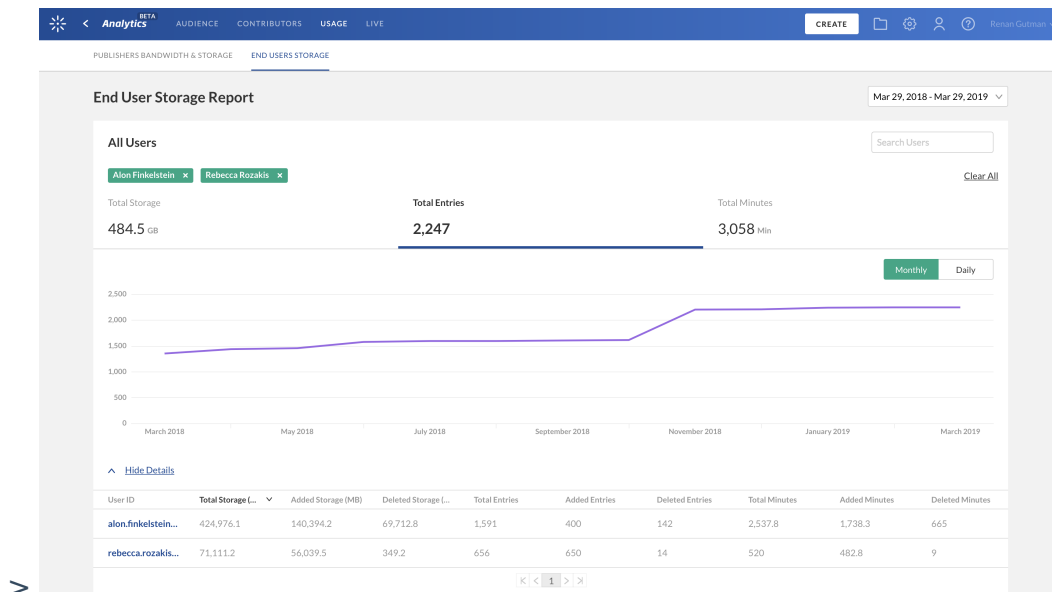 Analytics BETA AUDIENCE CONTRIBUTORS USAGE LIVE CREATE Renan Gutman
PUBLISHERS BANDWIDTH & STORAGE END USERS STORAGE
End User Storage Report Mar 29, 2018 - Mar 29, 2019
All Users Search Users
Alon Finkelstein × Rebecca Rozakis × Clear All
Total Storage Total Entries Total Minutes
484.5 GB 2,247 3,058 Min
Monthly Daily
2,500
2,000
1,500
1,000
500
0
March 2018 May 2018 July 2018 September 2018 November 2018 January 2019 March 2019
Hide Details
User ID Total Storage (... Added Storage (MB) Deleted Storage (... Total Entries Added Entries Deleted Entries Total Minutes Added Minutes Deleted Minutes
alon.finkelstein... 424,976.1 140,394.2 69,712.8 1,591 400 142 2,537.8 1,738.3 665
rebecca.rozakis... 71,111.2 56,039.5 349.2 656 650 14 520 482.8 9
1